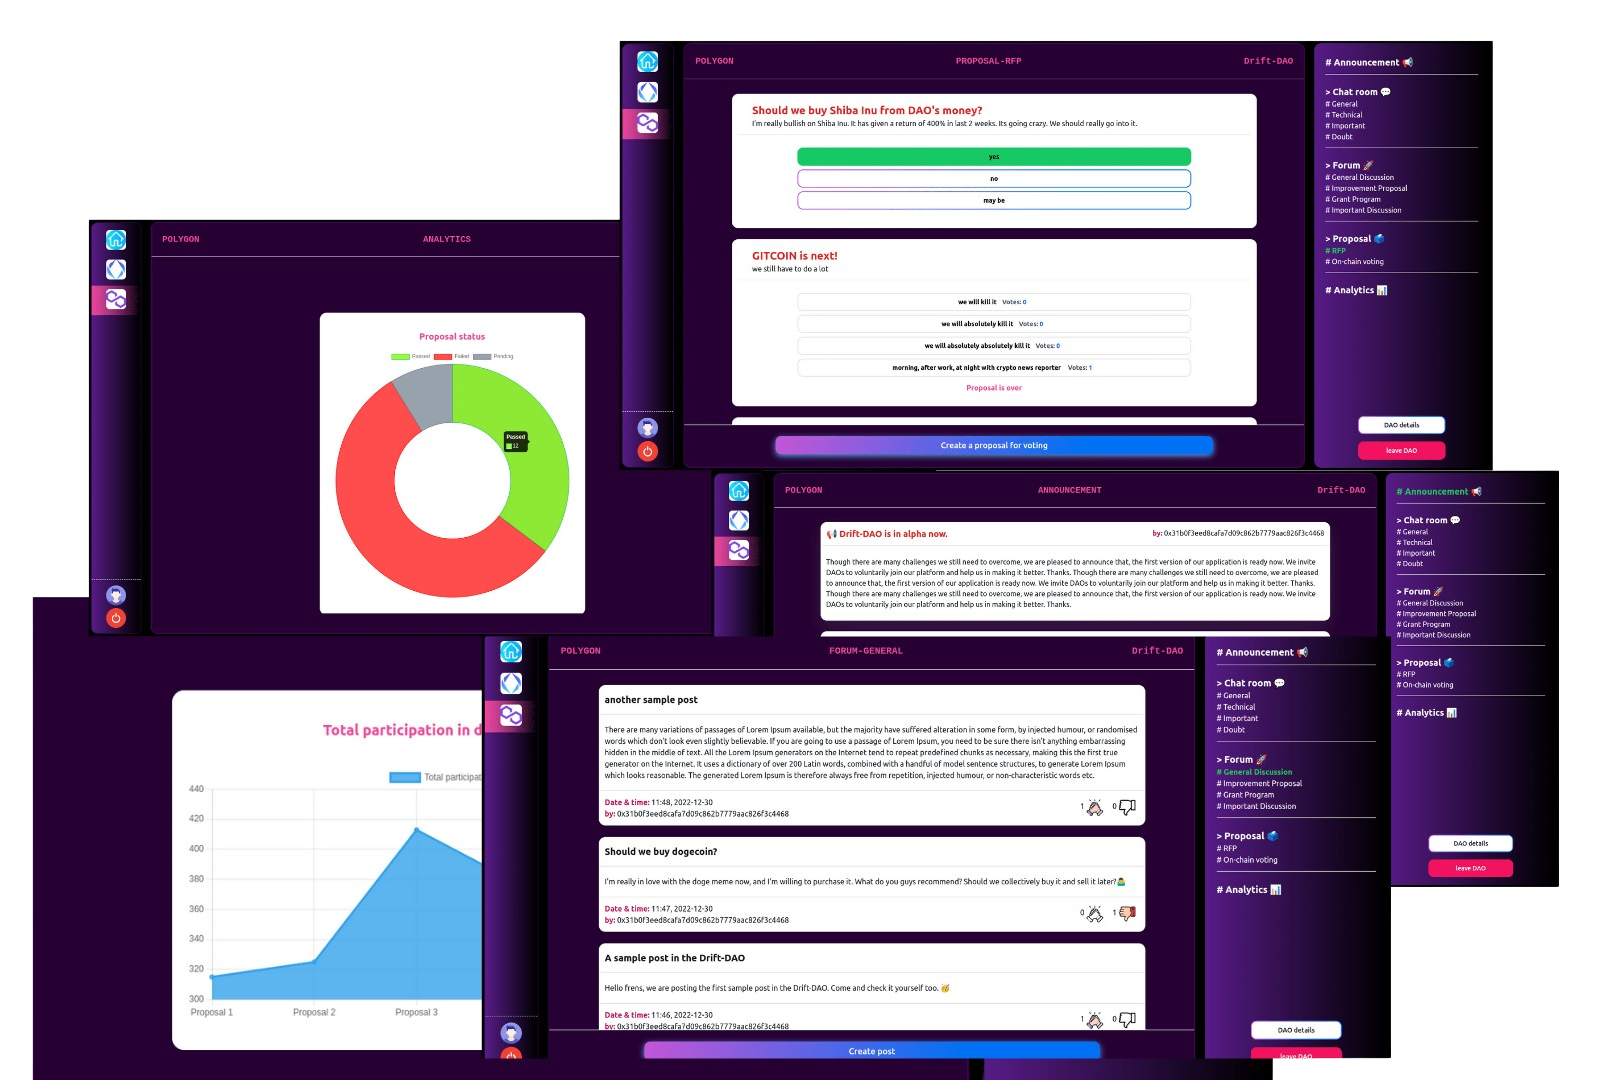 POLYGON
PROPOSAL-RFP
Drift-DAO
Should we buy Shiba Inu from DAO's money?
I'm really bullish on Shiba Inu. It has given a return of 400% in last 2 weeks. Its going crazy. We should really go into it.
yes
no
may be
GITCOIN is next!
we still have to do a lot
we will kill it Votes: 0
we will absolutely kill it Votes: 0
we will absolutely absolutely kill it Votes: 0
morning, after work, at night with crypto news reporter Votes: 1
Proposal is over
Create a proposal for voting
# Announcement 📢
> Chat room 💬
# General
# Technical
# Important
# Doubt
> Forum 🚀
# General Discussion
# Improvement Proposal
# Grant Program
# Important Discussion
> Proposal 🗳️
# RFP
# On-chain voting
# Analytics 📊
DAO details
leave DAO
POLYGON
ANALYTICS
Proposal status
Passed Failed Pending
Passed
12
POLYGON
ANNOUNCEMENT
Drift-DAO
📢 Drift-DAO is in alpha now.
by: 0x31b0f3eed8cafa7d09c862b7779aac826f3c4468
Though there are many challenges we still need to overcome, we are pleased to announce that, the first version of our application is ready now. We invite
DAOs to voluntarily join our platform and help us in making it better. Thanks. Though there are many challenges we still need to overcome, we are pleased
to announce that, the first version of our application is ready now. We invite DAOs to voluntarily join our platform and help us in making it better. Thanks.
Though there are many challenges we still need to overcome, we are pleased to announce that, the first version of our application is ready now. We invite
DAOs to voluntarily join our platform and help us in making it better. Thanks.
# Announcement 📢
> Chat room 💬
# General
# Technical
# Important
# Doubt
> Forum 🚀
# General Discussion
# Improvement Proposal
# Grant Program
# Important Discussion
> Proposal 🗳️
# RFP
# On-chain voting
# Analytics 📊
DAO details
leave DAO
Total participation in d
Total participat
440
420
400
380
360
340
320
300
Proposal 1
Proposal 2
Proposal 3
POLYGON
FORUM-GENERAL
Drift-DAO
another sample post
There are many variations of passages of Lorem Ipsum available, but the majority have suffered alteration in some form, by injected humour, or randomised
words which don't look even slightly believable. If you are going to use a passage of Lorem Ipsum, you need to be sure there isn't anything embarrassing
hidden in the middle of text. All the Lorem Ipsum generators on the Internet tend to repeat predefined chunks as necessary, making this the first true
generator on the Internet. It uses a dictionary of over 200 Latin words, combined with a handful of model sentence structures, to generate Lorem Ipsum
which looks reasonable. The generated Lorem Ipsum is therefore always free from repetition, injected humour, or non-characteristic words etc.
Date & time: 11:48, 2022-12-30
by: 0x31b0f3eed8cafa7d09c862b7779aac826f3c4468
1
0
Should we buy dogecoin?
I'm really in love with the doge meme now, and I'm willing to purchase it. What do you guys recommend? Should we collectively buy it and sell it later?🤷‍♂️
Date & time: 11:47, 2022-12-30
by: 0x31b0f3eed8cafa7d09c862b7779aac826f3c4468
0
1
A sample post in the Drift-DAO
Hello frens, we are posting the first sample post in the Drift-DAO. Come and check it yourself too. 🥳
Date & time: 11:46, 2022-12-30
by: 0x31b0f3eed8cafa7d09c862b7779aac826f3c4468
1
0
Create post
# Announcement 📢
> Chat room 💬
# General
# Technical
# Important
# Doubt
> Forum 🚀
# General Discussion
# Improvement Proposal
# Grant Program
# Important Discussion
> Proposal 🗳️
# RFP
# On-chain voting
# Analytics 📊
DAO details
leave DAO